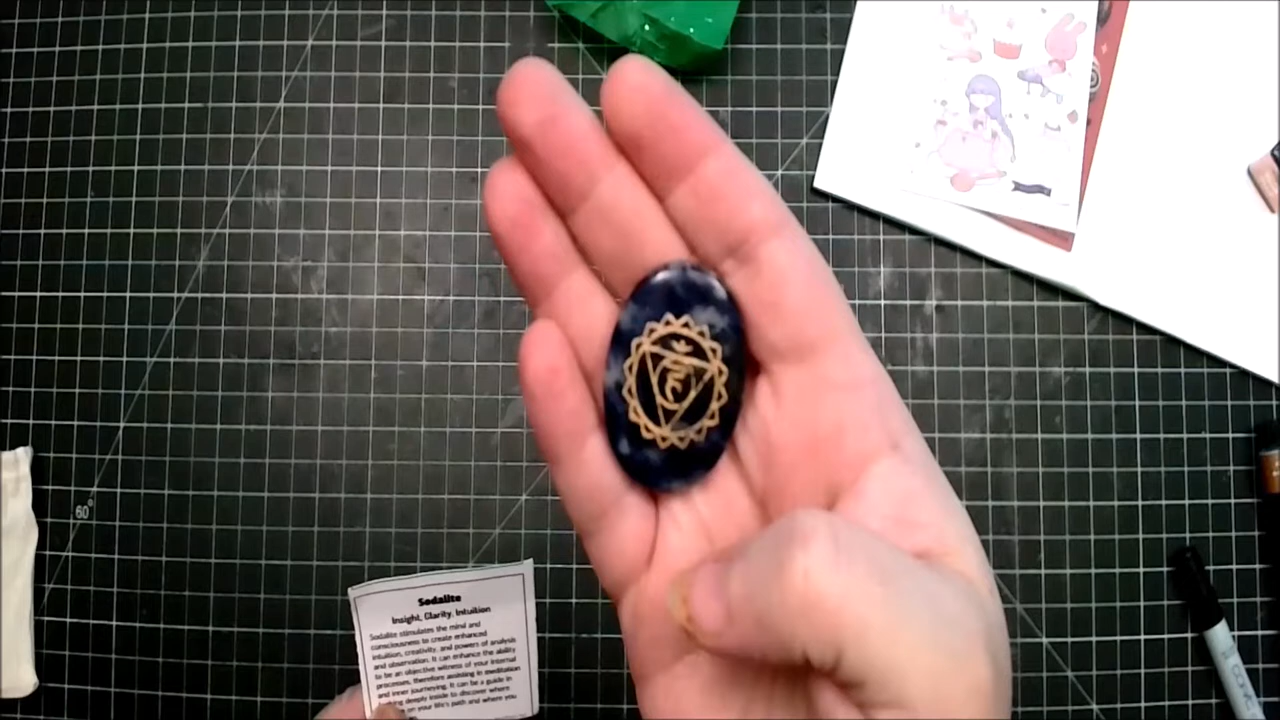 60°
Sodalite
Insight, Clarity, Intuition
Sodalite stimulates the mind and
consciousness to create enhanced
intuition, creativity, and powers of analysis
and observation. It can enhance the ability
to be an objective witness of your internal
processes, therefore assisting in meditation
and inner journeying. It can be a guide in
deeply inside to discover where
on your life's path and where you